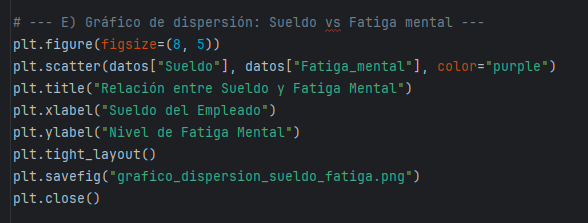 # --- E) Gráfico de dispersión: Sueldo vs Fatiga mental ---
plt.figure(figsize=(8, 5))
plt.scatter(datos["Sueldo"], datos["Fatiga_mental"], color="purple")
plt.title("Relación entre Sueldo y Fatiga Mental")
plt.xlabel("Sueldo del Empleado")
plt.ylabel("Nivel de Fatiga Mental")
plt.tight_layout()
plt.savefig("grafico_dispersion_sueldo_fatiga.png")
plt.close()